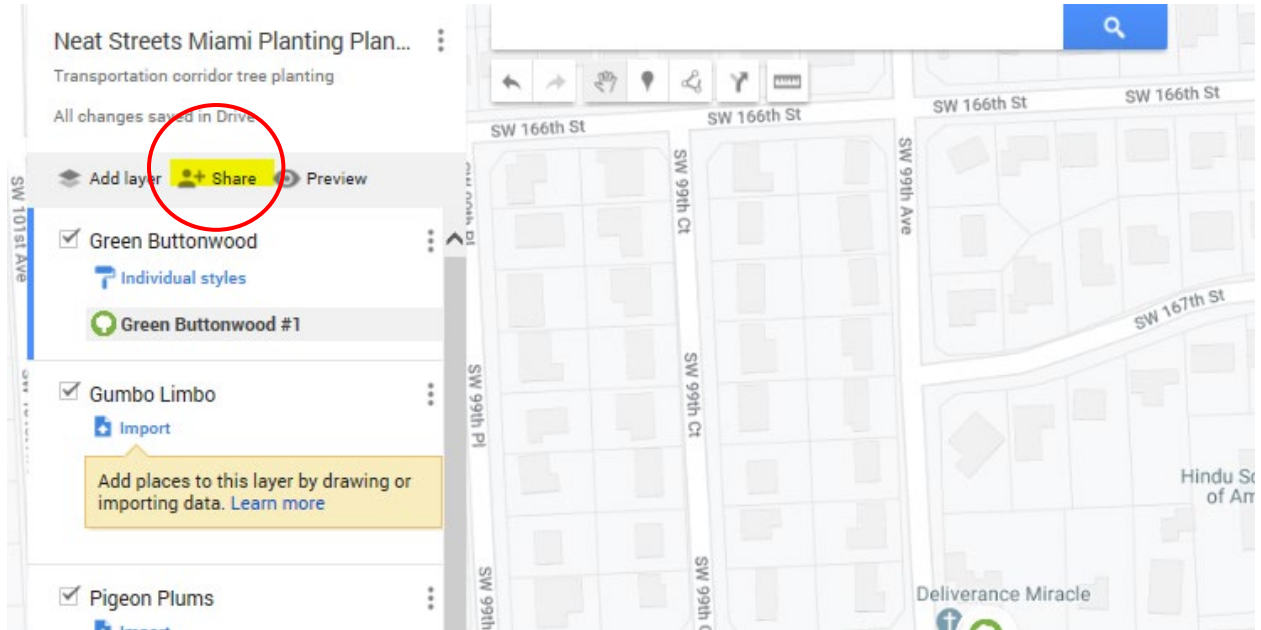 Neat Streets Miami Planting Plan...
Transportation corridor tree planting
All changes saved in Drive
Add layer Share Preview
Green Buttonwood
Individual styles
Green Buttonwood #1
Gumbo Limbo
Import
Add places to this layer by drawing or
importing data. Learn more
Pigeon Plums
Import
SW 101st Ave
SW 166th St
SW 166th St
SW 166th St
SW 166th St
SW 99th Ct
SW 99th Ave
SW 167th St
SW 99th Pl
SW 99th Ct
Hindu
of Am
SW 99th
SW 99th
Deliverance Miracle